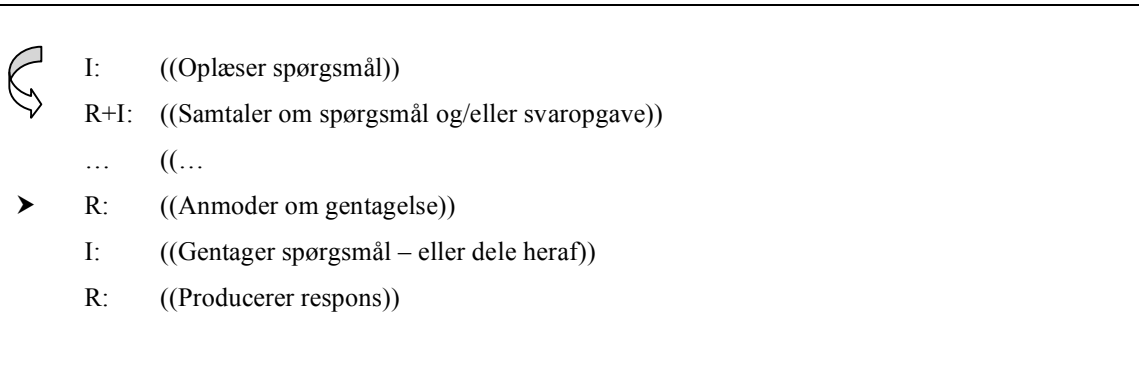 I: ((Oplæser spørgsmål))
R+I: ((Samtaler om spørgsmål og/eller svaropgave))
… ((…
➤ R: ((Anmoder om gentagelse))
I: ((Gentager spørgsmål – eller dele heraf))
R: ((Producerer respons))